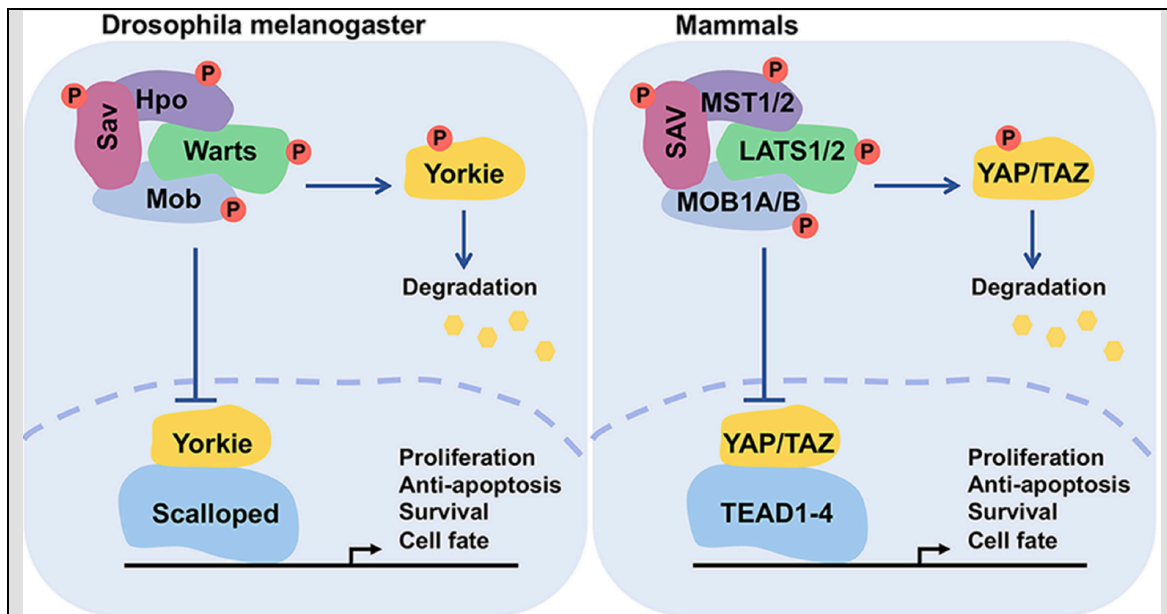 Drosophila melanogaster
P
P
Hpo
Sav
Warts
P
Mob
P
P
Yorkie
Degradation
Yorkie
Scalloped
Proliferation
Anti-apoptosis
Survival
Cell fate
Mammals
P
P
MST1/2
SAV
LATS1/2
P
MOB1A/B
P
P
YAP/TAZ
Degradation
YAP/TAZ
TEAD1-4
Proliferation
Anti-apoptosis
Survival
Cell fate